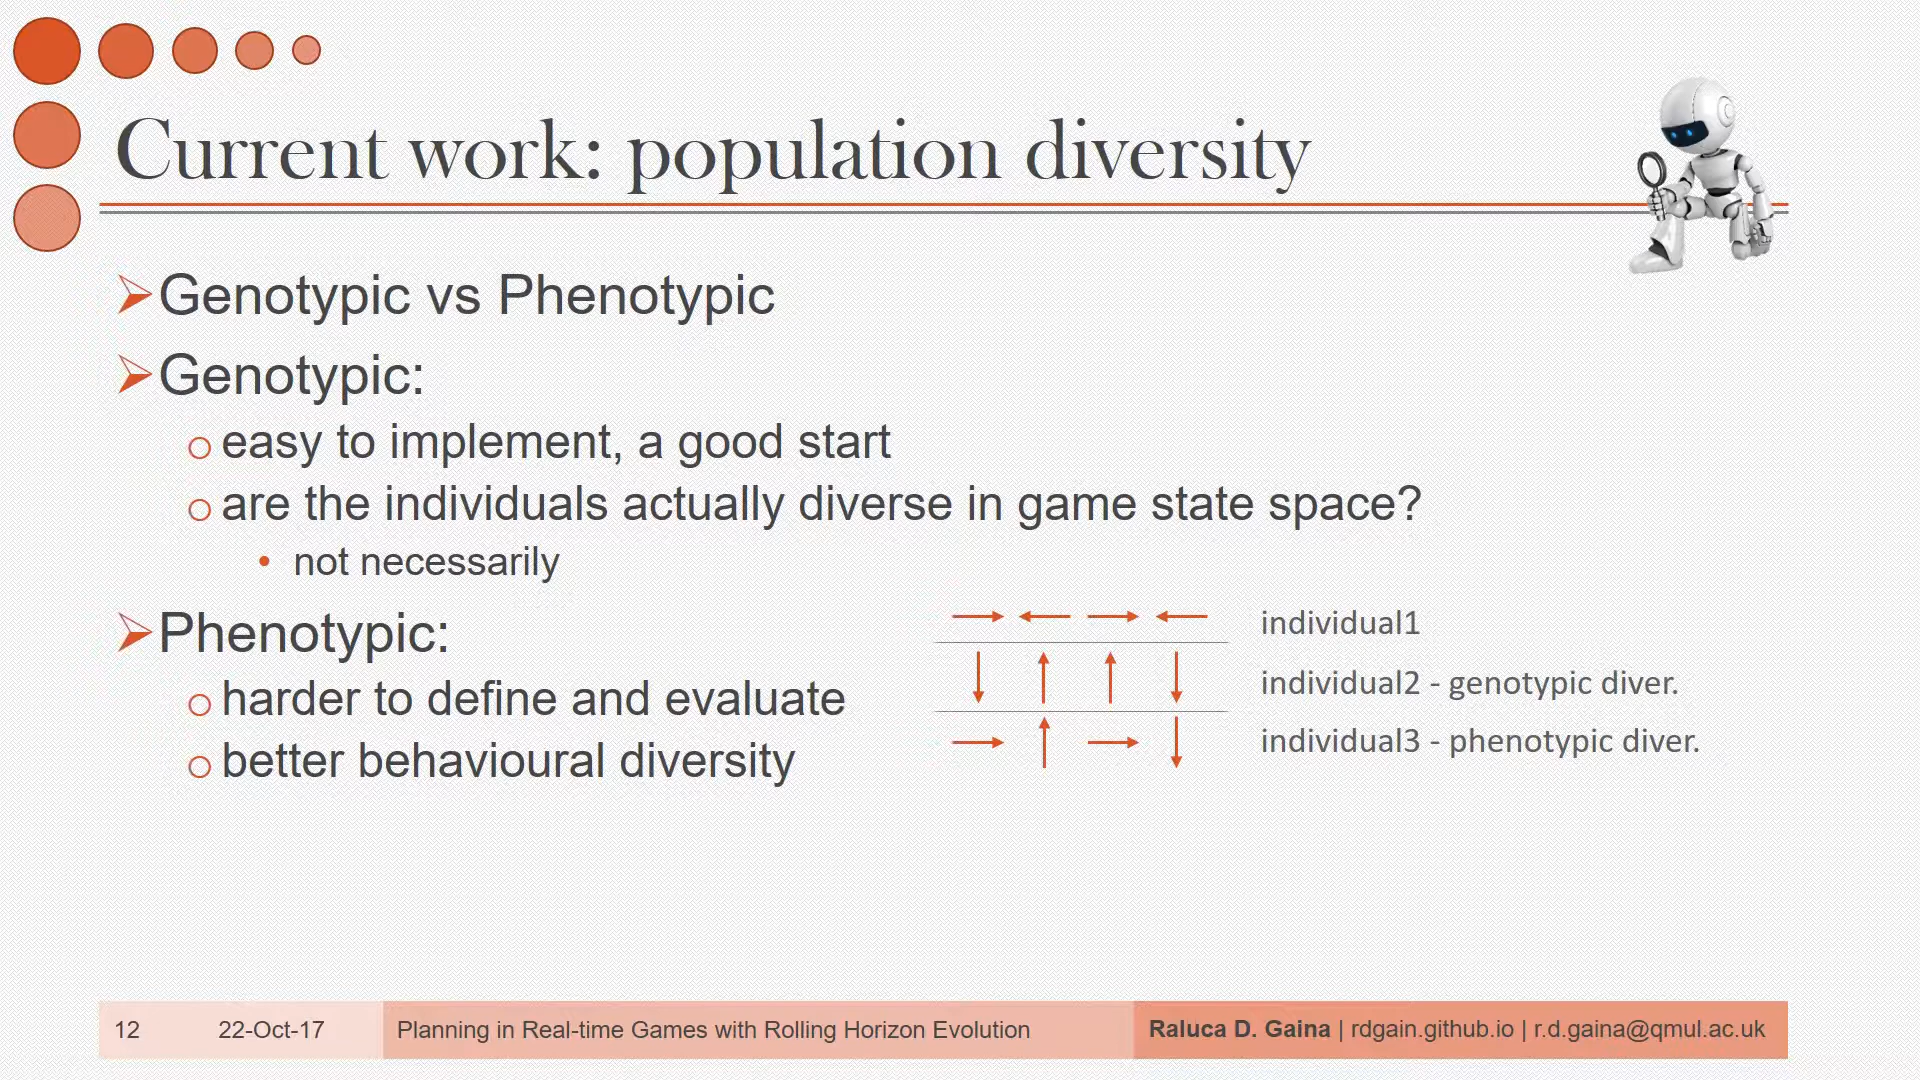 Current work: population diversity
Genotypic vs Phenotypic
Genotypic:
easy to implement, a good start
are the individuals actually diverse in game state space?
not necessarily
Phenotypic:
harder to define and evaluate
better behavioural diversity
individual1
individual2 - genotypic diver.
individual3 - phenotypic diver.
12 22-Oct-17 Planning in Real-time Games with Rolling Horizon Evolution Raluca D. Gaina | rdgain.github.io | r.d.gaina@qmul.ac.uk